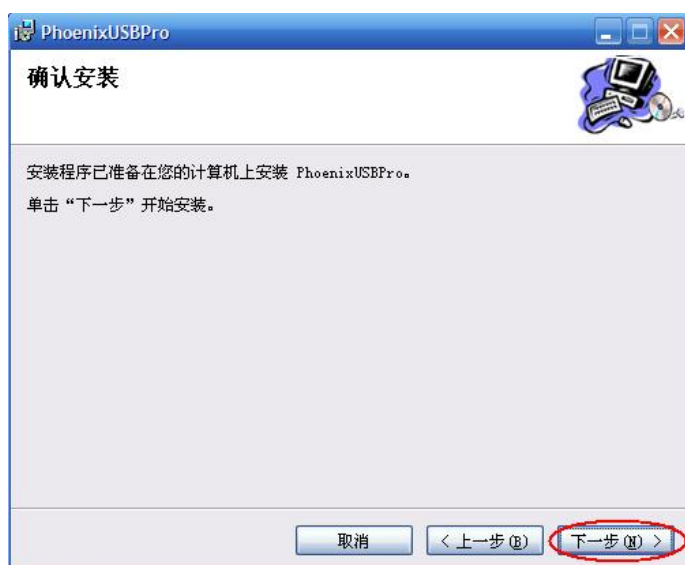 PhoenixUSBPro
确认安装
安装程序已准备在您的计算机上安装 PhoenixUSBPro。
单击“下一步”开始安装。
取消
< 上一步(B)
下一步(N) >